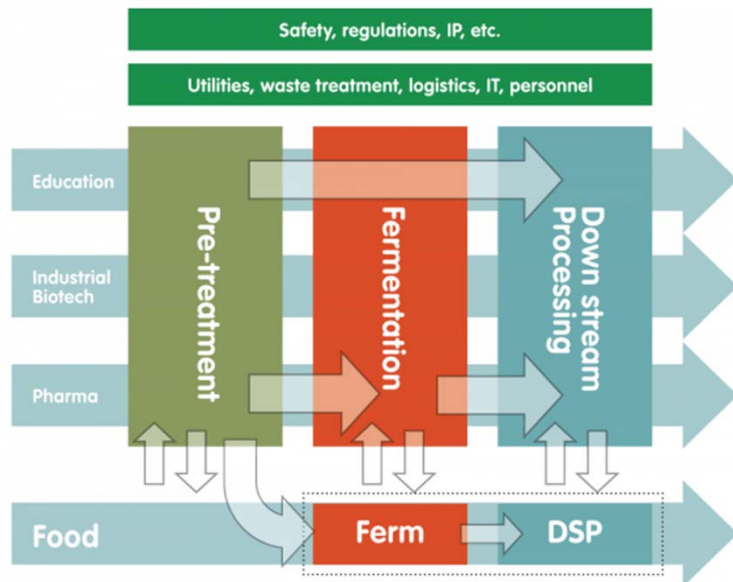 Safety, regulations, IP, etc.
Utilities, waste treatment, logistics, IT, personnel
Education
Industrial
Biotech
Pharma
Pre-treatment
Fermentation
Down stream
Processing
Food
Ferm
DSP